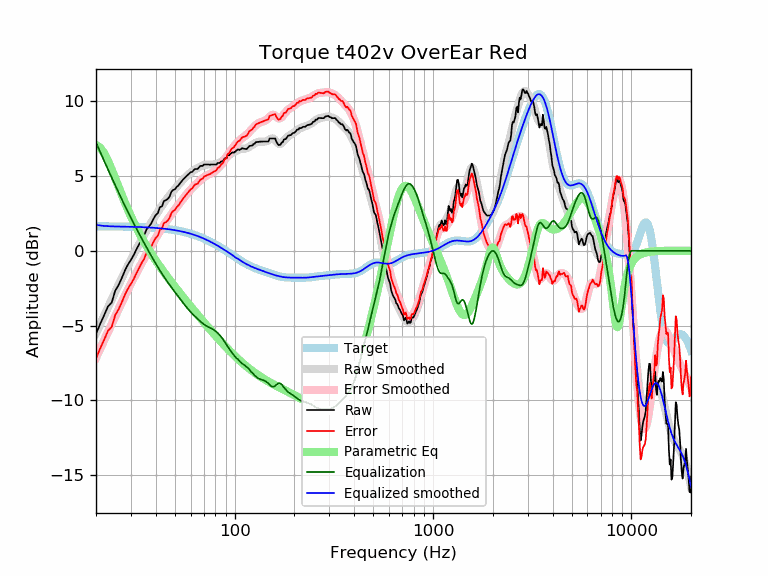 Torque t402v OverEar Red
Amplitude (dBr)
10
5
0
−5
−10
−15
Target
Raw Smoothed
Error Smoothed
Raw
Error
Parametric Eq
Equalization
Equalized smoothed
100
1000
10000
Frequency (Hz)